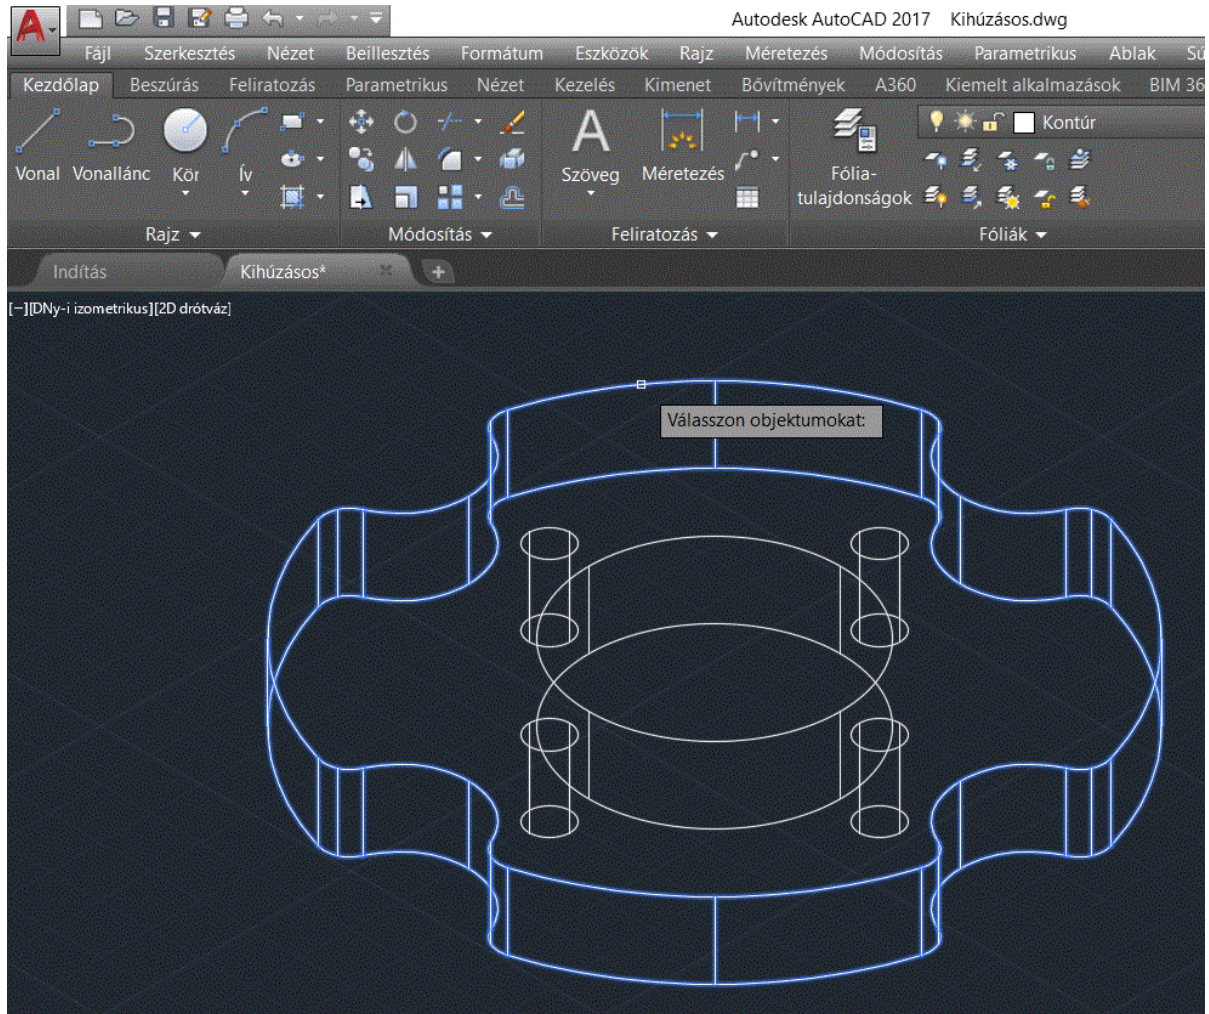 Autodesk AutoCAD 2017 Kihúzásos.dwg
Fájl Szerkesztés Nézet Beillesztés Formátum Eszközök Rajz Méretezés Módosítás Parametrikus Ablak
Kezdőlap Beszúrás Feliratozás Parametrikus Nézet Kezelés Kimenet Bővítmények A360 Kiemelt alkalmazások BIM 36
Kontúr
Vonal Vonallánc Kör Ív Szöveg Méretezés Fólia-
tulajdonságok
Rajz Módosítás Feliratozás Fóliák
Indítás Kihúzásos*
[−][DNy-i izometrikus][2D drótváz]
Válasszon objektumokat: